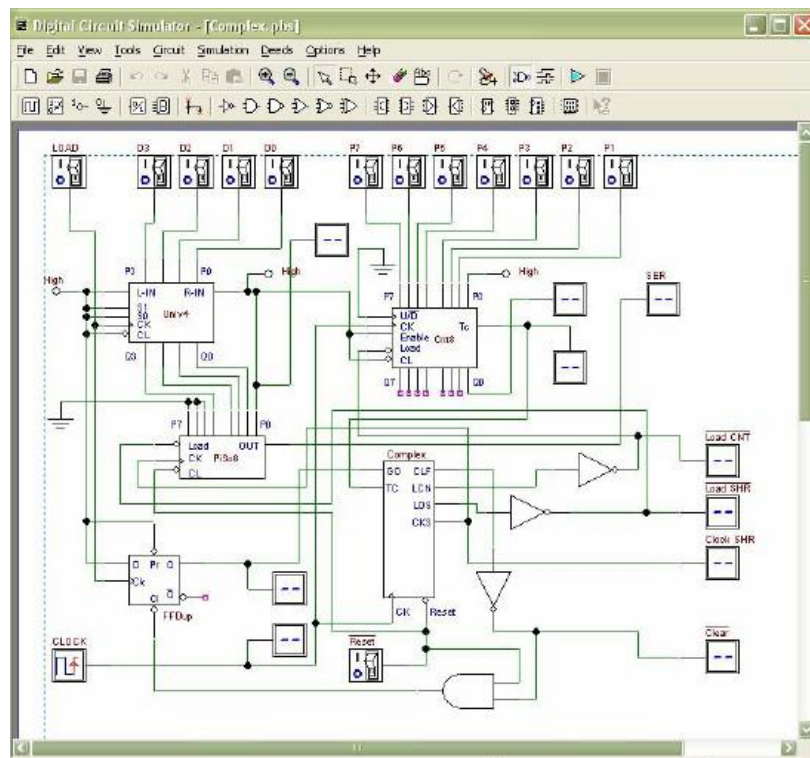 Digital Circuit Simulator - [Complex.pbs]
File Edit View Tools Circuit Simulation Deeds Options Help
LOAD D3 D2 D1 D0 P7 P6 P5 P4 P3 P2 P1
High
P3 P0
L-IN R-IN
S1
S0
CK
CL
Univ4
Q3 Q0
High
P7 P0
High
U/D
CK
Enable
Load
CL
Tc
Cnt8
Q7 Q0
SER
P7 P0
Load OUT
CK
CL
PiSo8
Complex
GO CLF
TC LCN
LDS
CKS
CK Reset
Load CNT
Load SHR
Clock SHR
Clear
D Pr Q
Ck
Cl Q
FFDup
CLOCK
Reset